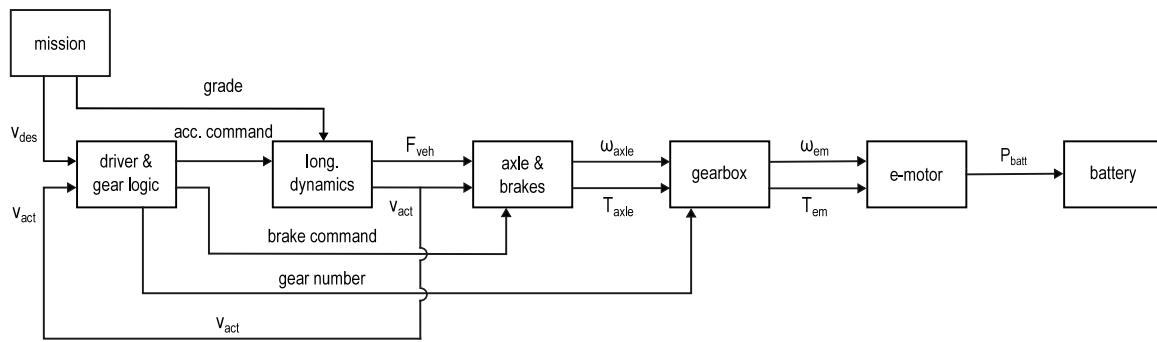 mission
grade
v_des
acc. command
F_veh
ω_axle
ω_em
P_batt
driver &
gear logic
long.
dynamics
axle &
brakes
gearbox
e-motor
battery
v_act
v_act
T_axle
T_em
brake command
gear number
v_act